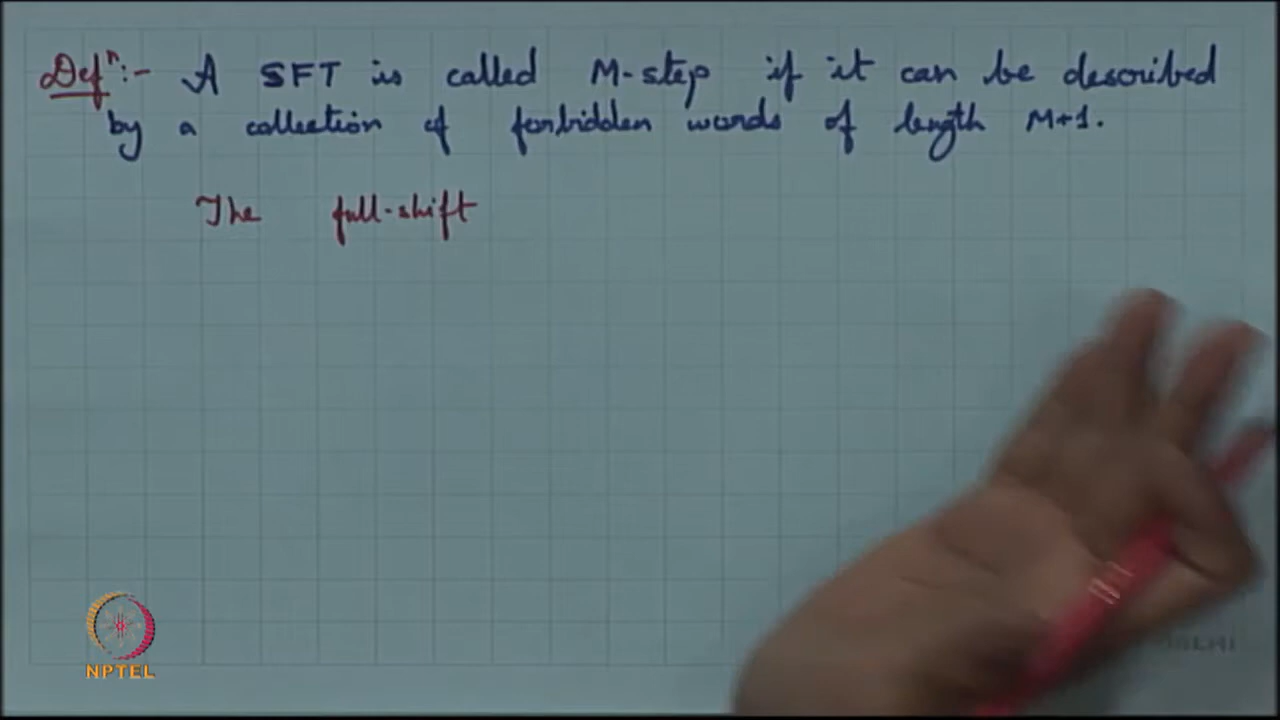 Defⁿ:- A SFT is called M-step if it can be described
by a collection of forbidden words of length M+1.
The full-shift
NPTEL